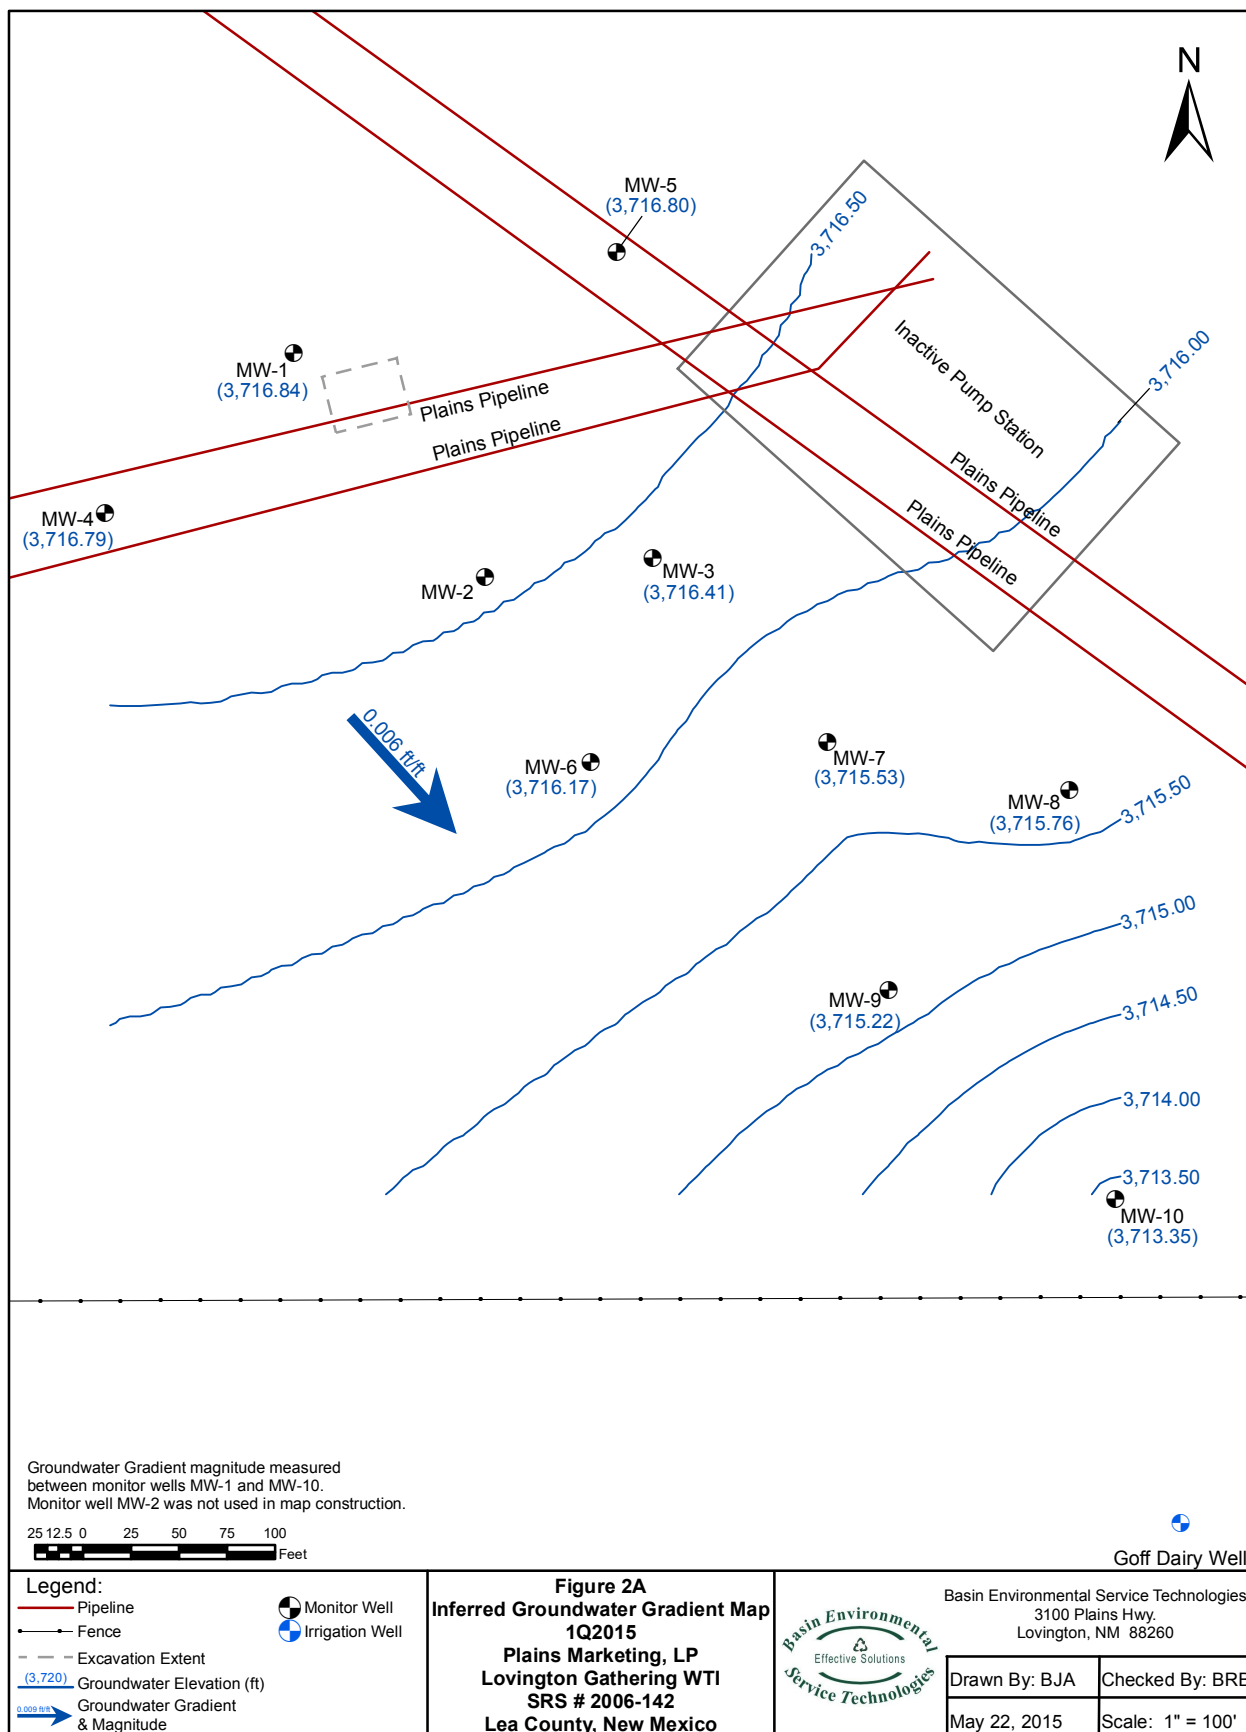 N
MW-5
(3,716.80)
3,716.50
Inactive Pump Station
3,716.00
MW-1
(3,716.84)
Plains Pipeline
Plains Pipeline
Plains Pipeline
Plains Pipeline
MW-4
(3,716.79)
MW-2
MW-3
(3,716.41)
0.006 ft/ft
MW-6
(3,716.17)
MW-7
(3,715.53)
MW-8
(3,715.76)
3,715.50
3,715.00
MW-9
(3,715.22)
3,714.50
3,714.00
3,713.50
MW-10
(3,713.35)
Groundwater Gradient magnitude measured
between monitor wells MW-1 and MW-10.
Monitor well MW-2 was not used in map construction.
25 12.5 0 25 50 75 100
Feet
Goff Dairy Well
Legend:
Pipeline
Fence
Excavation Extent
(3,720) Groundwater Elevation (ft)
0.009 ft/ft Groundwater Gradient
& Magnitude
Monitor Well
Irrigation Well
Figure 2A
Inferred Groundwater Gradient Map
1Q2015
Plains Marketing, LP
Lovington Gathering WTI
SRS # 2006-142
Lea County, New Mexico
Basin Environmental
Effective Solutions
Service Technologies
Basin Environmental Service Technologies
3100 Plains Hwy.
Lovington, NM 88260
Drawn By: BJA
Checked By: BRB
May 22, 2015
Scale: 1" = 100'